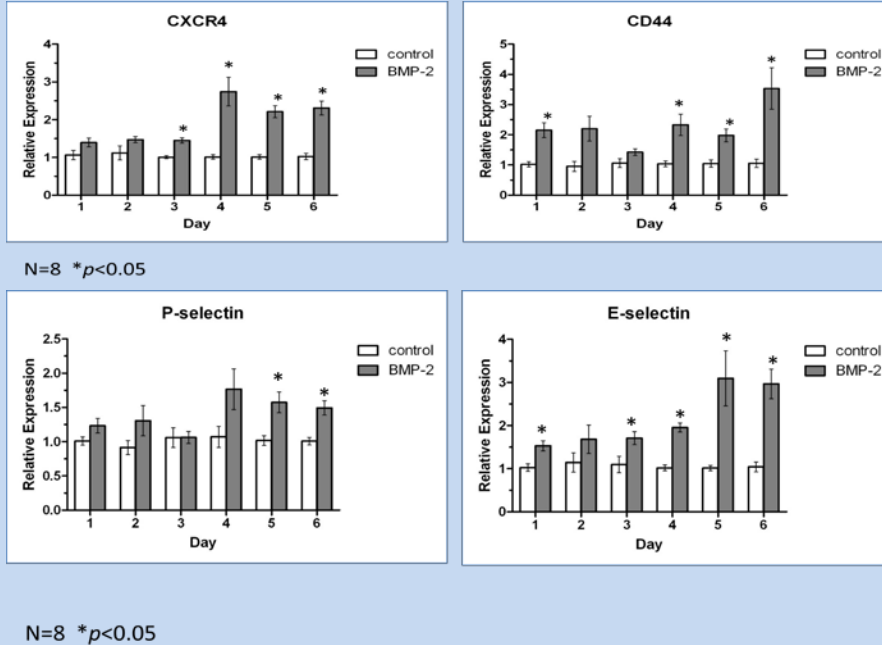 CXCR4
Relative Expression
4
3
2
1
0
* * * *
1 2 3 4 5 6
Day
control
BMP-2
CD44
Relative Expression
5
4
3
2
1
0
* * * *
1 2 3 4 5 6
Day
control
BMP-2
N=8 *p<0.05
P-selectin
Relative Expression
2.5
2.0
1.5
1.0
0.5
0.0
* *
1 2 3 4 5 6
Day
control
BMP-2
E-selectin
Relative Expression
4
3
2
1
0
* * * * *
1 2 3 4 5 6
Day
control
BMP-2
N=8 *p<0.05